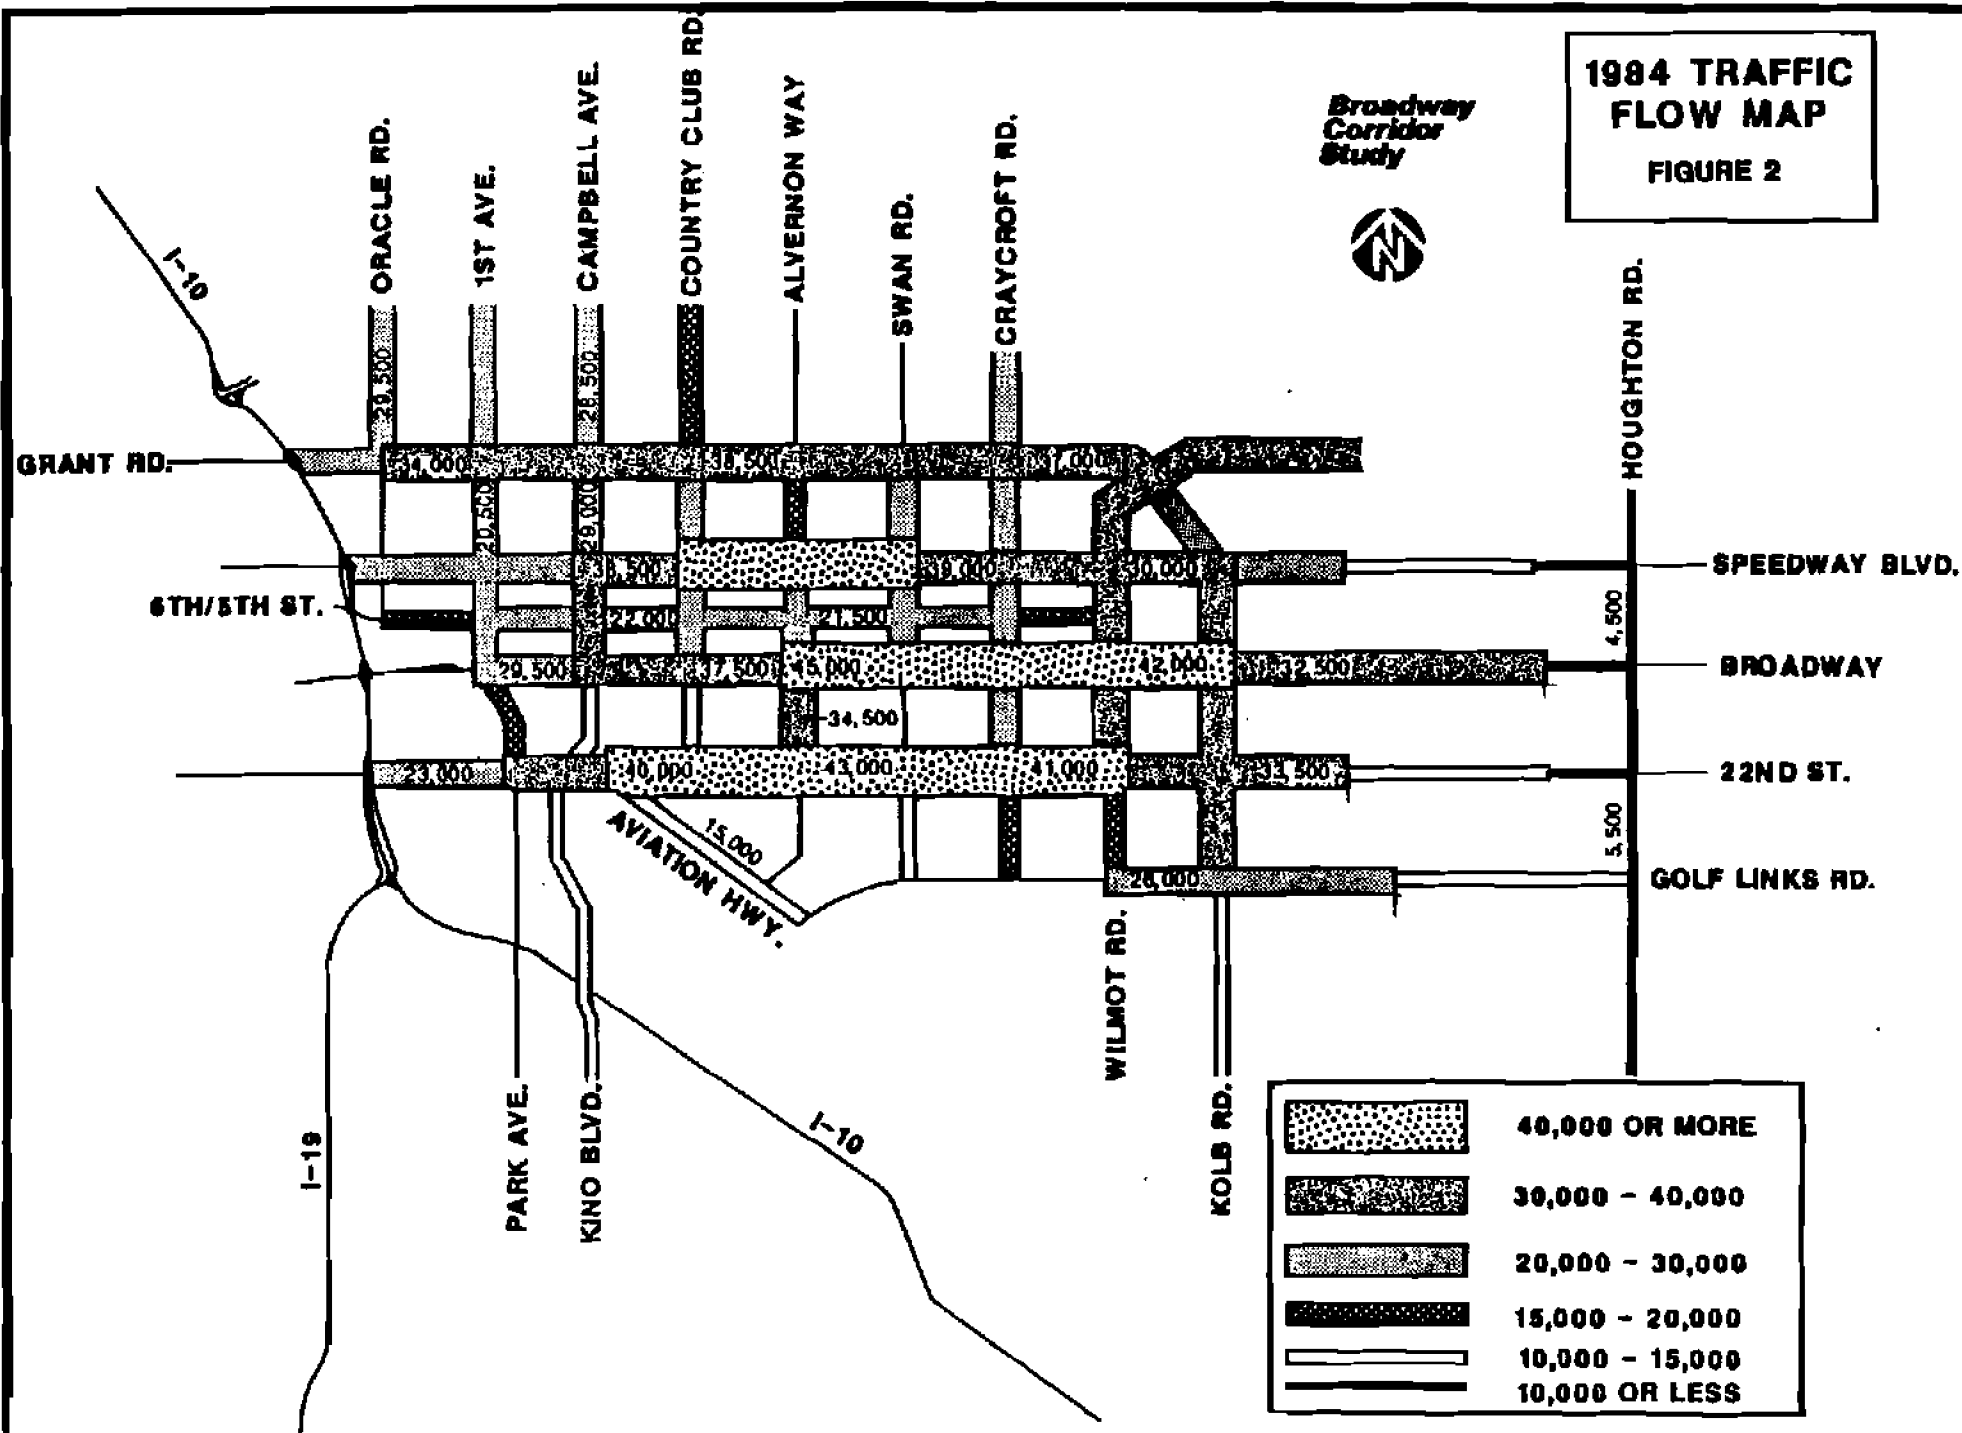 1984 TRAFFIC
FLOW MAP
FIGURE 2
Broadway
Corridor
Study
N
I-10
ORACLE RD.
1ST AVE.
CAMPBELL AVE.
COUNTRY CLUB RD.
ALVERNON WAY
SWAN RD.
CRAYCROFT RD.
HOUGHTON RD.
29,500
28,500
GRANT RD.
34,000
38,500
20,500
29,000
39,000
30,000
SPEEDWAY BLVD.
6TH/5TH ST.
22,000
21,500
4,500
29,500
45,000
42,000
32,500
BROADWAY
34,500
23,000
40,000
43,000
41,000
33,500
22ND ST.
15,000
AVIATION HWY.
5,500
GOLF LINKS RD.
WILMOT RD.
KOLB RD.
PARK AVE.
KINO BLVD.
I-19
I-10
40,000 OR MORE
30,000 - 40,000
20,000 - 30,000
15,000 - 20,000
10,000 - 15,000
10,000 OR LESS